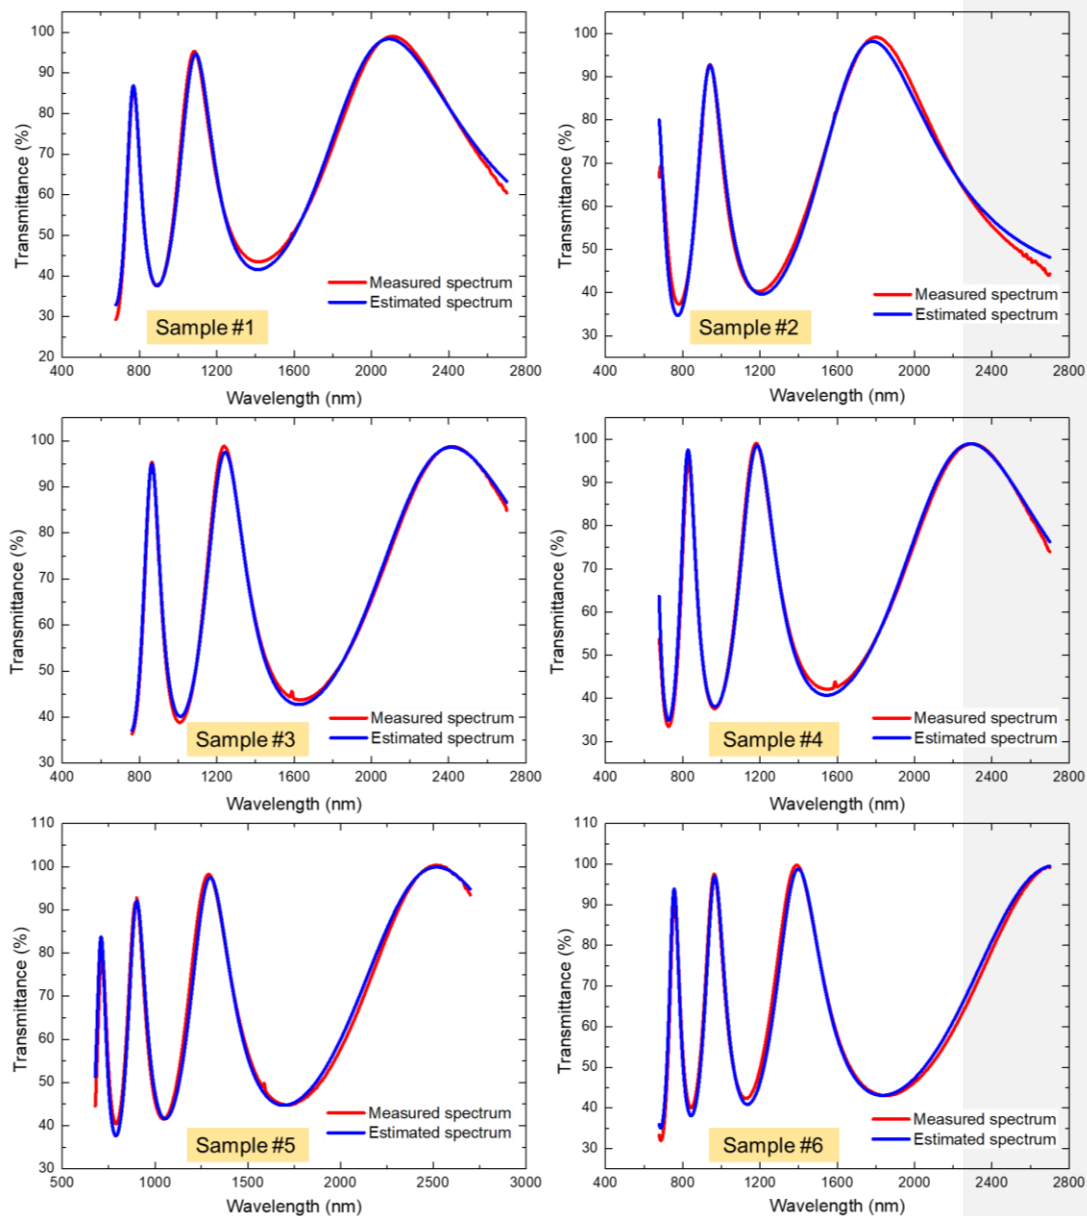 100
90
80
70
60
50
40
30
20
Transmittance (%)
Measured spectrum
Estimated spectrum
Sample #1
400 800 1200 1600 2000 2400 2800
Wavelength (nm)
100
90
80
70
60
50
40
30
Transmittance (%)
Measured spectrum
Estimated spectrum
Sample #2
400 800 1200 1600 2000 2400 2800
Wavelength (nm)
100
90
80
70
60
50
40
30
Transmittance (%)
Measured spectrum
Estimated spectrum
Sample #3
400 800 1200 1600 2000 2400 2800
Wavelength (nm)
100
90
80
70
60
50
40
30
Transmittance (%)
Measured spectrum
Estimated spectrum
Sample #4
400 800 1200 1600 2000 2400 2800
Wavelength (nm)
110
100
90
80
70
60
50
40
30
Transmittance (%)
Measured spectrum
Estimated spectrum
Sample #5
500 1000 1500 2000 2500 3000
Wavelength (nm)
110
100
90
80
70
60
50
40
30
Transmittance (%)
Measured spectrum
Estimated spectrum
Sample #6
400 800 1200 1600 2000 2400 2800
Wavelength (nm)